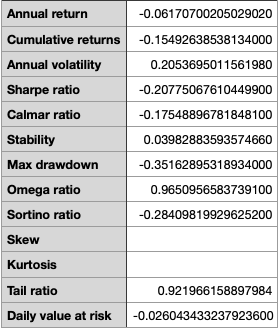 Annual return -0.06170700205029020
Cumulative returns -0.15492638538134000
Annual volatility 0.2053695011561980
Sharpe ratio -0.20775067610449900
Calmar ratio -0.17548896781848100
Stability 0.03982883593574660
Max drawdown -0.35162895318934000
Omega ratio 0.9650956583739100
Sortino ratio -0.28409819929625200
Skew
Kurtosis
Tail ratio 0.921966158897984
Daily value at risk -0.026043433237923600